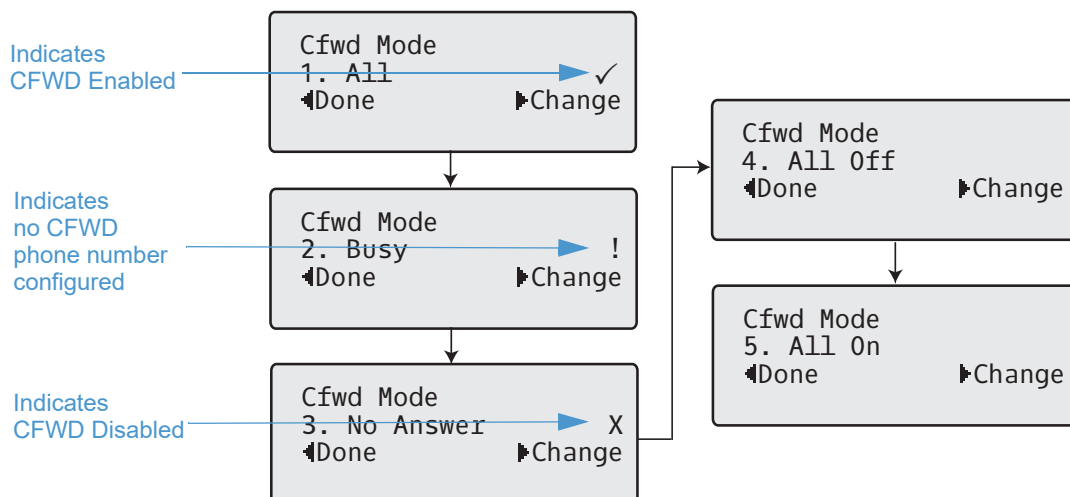 Indicates
CFWD Enabled
Cfwd Mode
1. All ✓
◀Done ▶Change
Indicates
no CFWD
phone number
configured
Cfwd Mode
2. Busy !
◀Done ▶Change
Indicates
CFWD Disabled
Cfwd Mode
3. No Answer X
◀Done ▶Change
Cfwd Mode
4. All Off
◀Done ▶Change
Cfwd Mode
5. All On
◀Done ▶Change